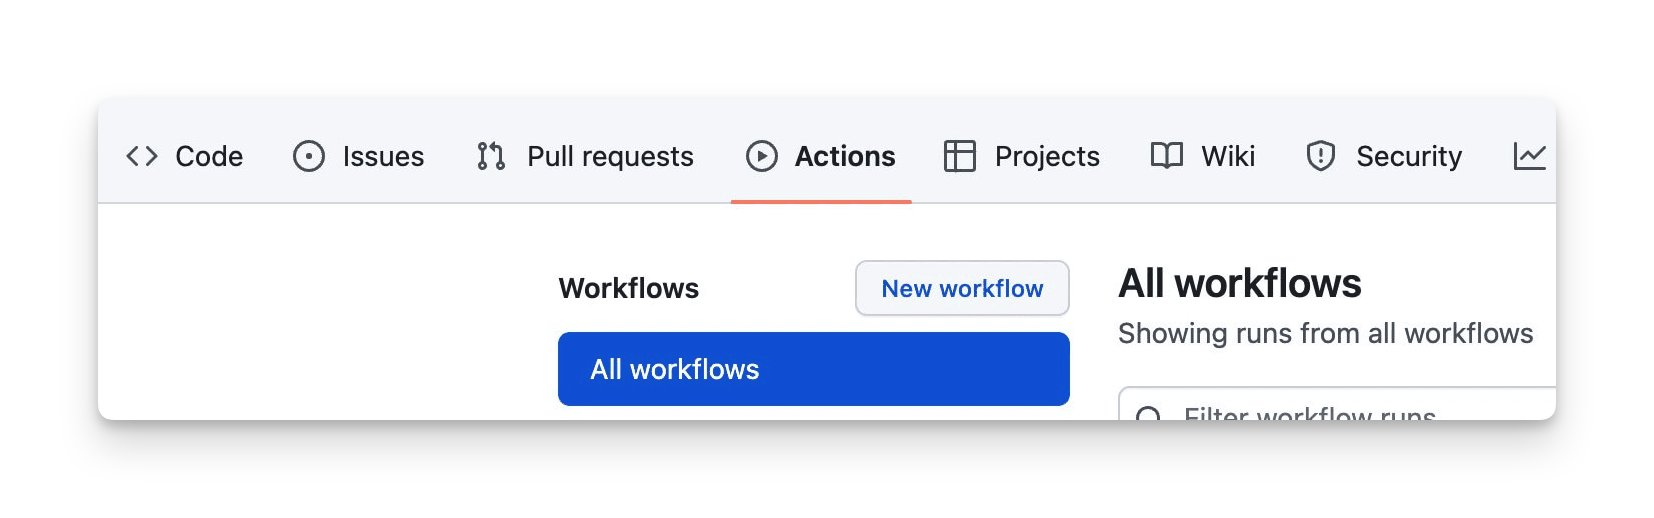 Code Issues Pull requests Actions Projects Wiki Security
Workflows New workflow
All workflows
All workflows
Showing runs from all workflows
Filter workflow runs